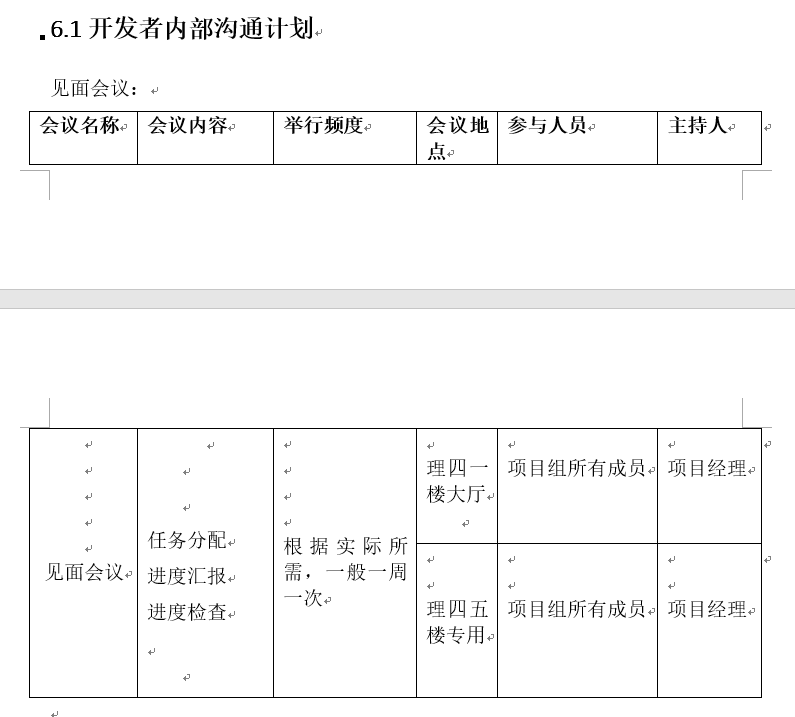 6.1 开发者内部沟通计划
见面会议：
会议名称 会议内容 举行频度 会议地点 参与人员 主持人
见面会议
任务分配
进度汇报
进度检查
根据实际所
需，一般一周
一次
理四一
楼大厅
项目组所有成员
项目经理
理四五
楼专用
项目组所有成员
项目经理